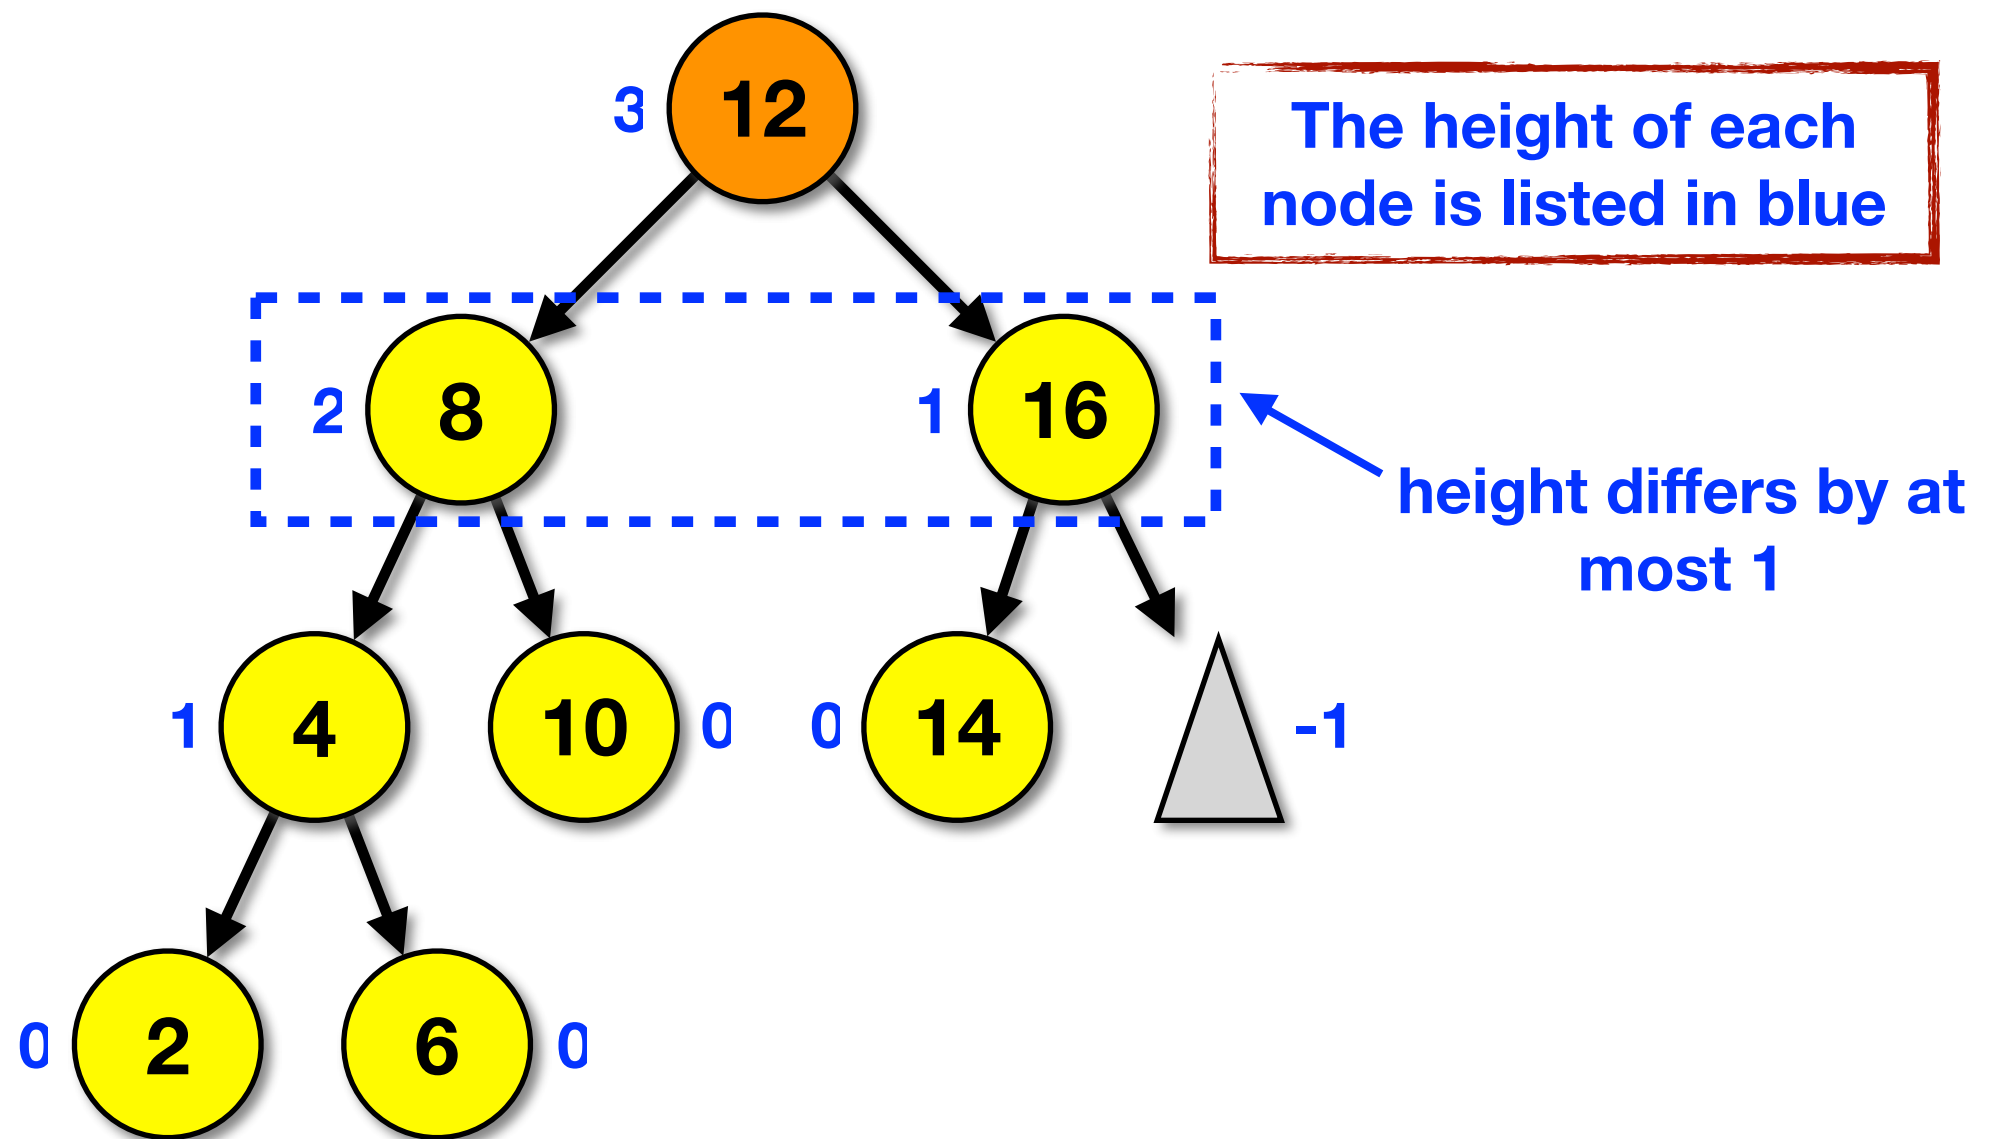 3 12
The height of each
node is listed in blue
2 8 1 16
height differs by at
most 1
1 4 10 0 0 14 -1
0 2 6 0